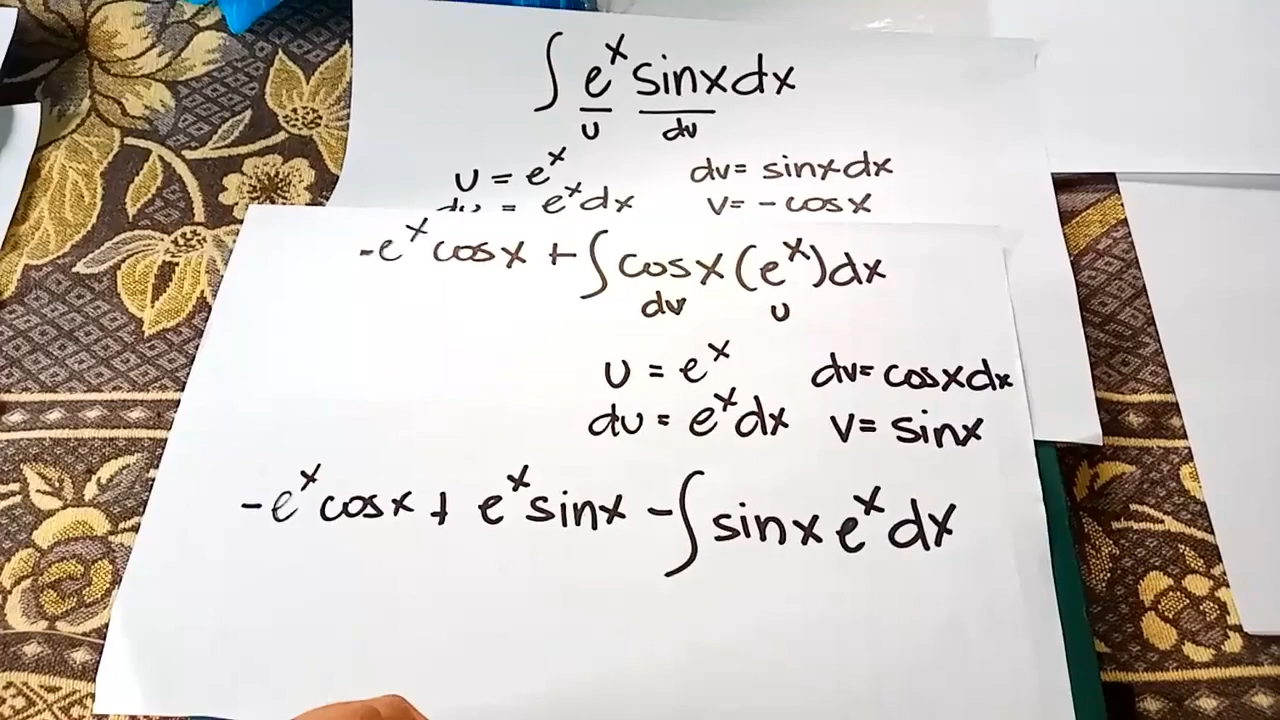 ∫ e^x sinx dx
u dv
u = e^x dv = sinx dx
du = e^x dx v = -cosx
-e^x cosx + ∫ cosx (e^x) dx
dv u
u = e^x dv = cosx dx
du = e^x dx v = sinx
-e^x cosx + e^x sinx - ∫ sinx e^x dx